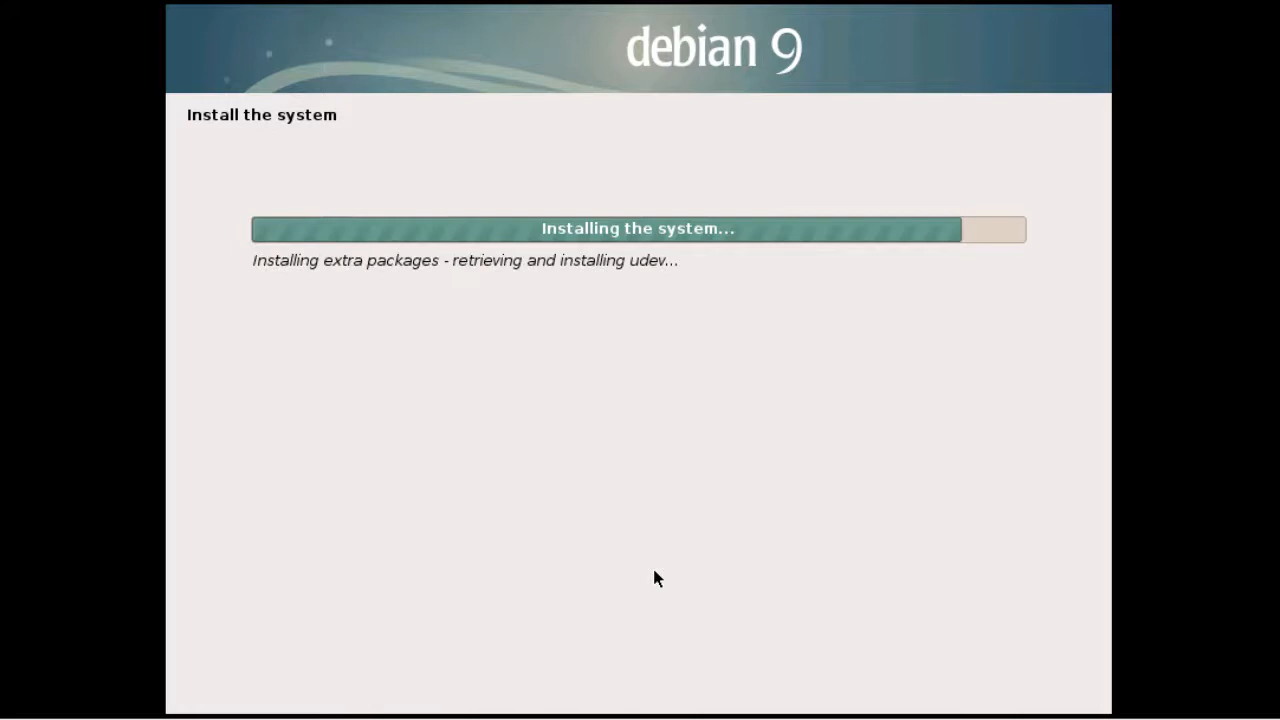 debian 9
Install the system
Installing the system...
Installing extra packages - retrieving and installing udev...